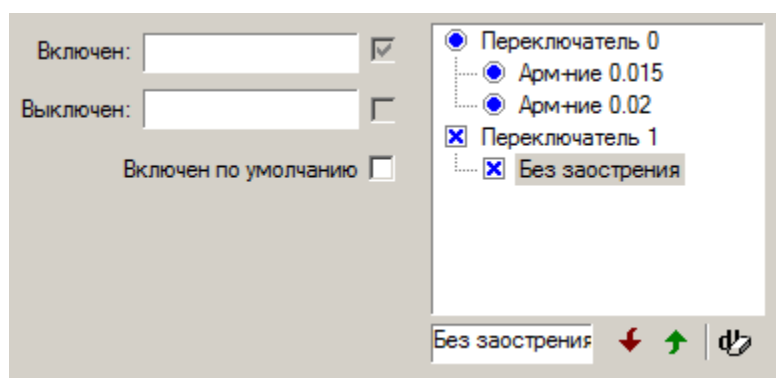 Включен:
Выключен:
Включен по умолчанию
Переключатель 0
Арм-ние 0.015
Арм-ние 0.02
Переключатель 1
Без заострения
Без заострения